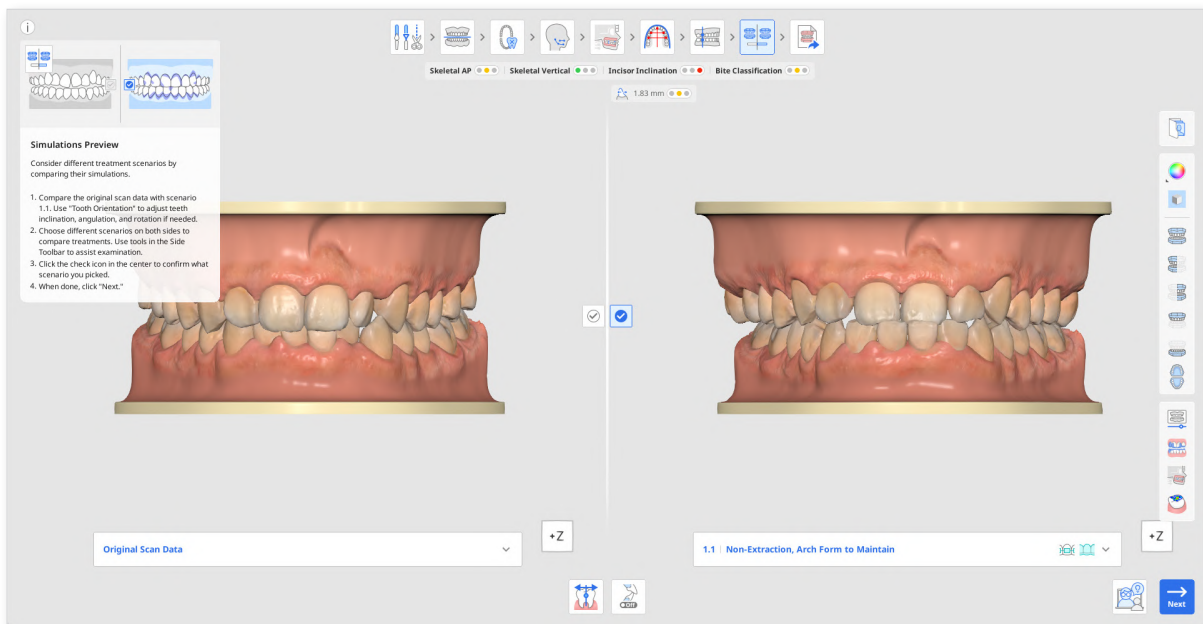 Skeletal AP
Skeletal Vertical
Incisor Inclination
Bite Classification
1.83 mm
Simulations Preview
Consider different treatment scenarios by
comparing their simulations.
1. Compare the original scan data with scenario
1.1. Use "Tooth Orientation" to adjust teeth
inclination, angulation, and rotation if needed.
2. Choose different scenarios on both sides to
compare treatments. Use tools in the Side
Toolbar to assist examination.
3. Click the check icon in the center to confirm what
scenario you picked.
4. When done, click "Next."
+Z
+Z
Original Scan Data
1.1 | Non-Extraction, Arch Form to Maintain
Off
Next